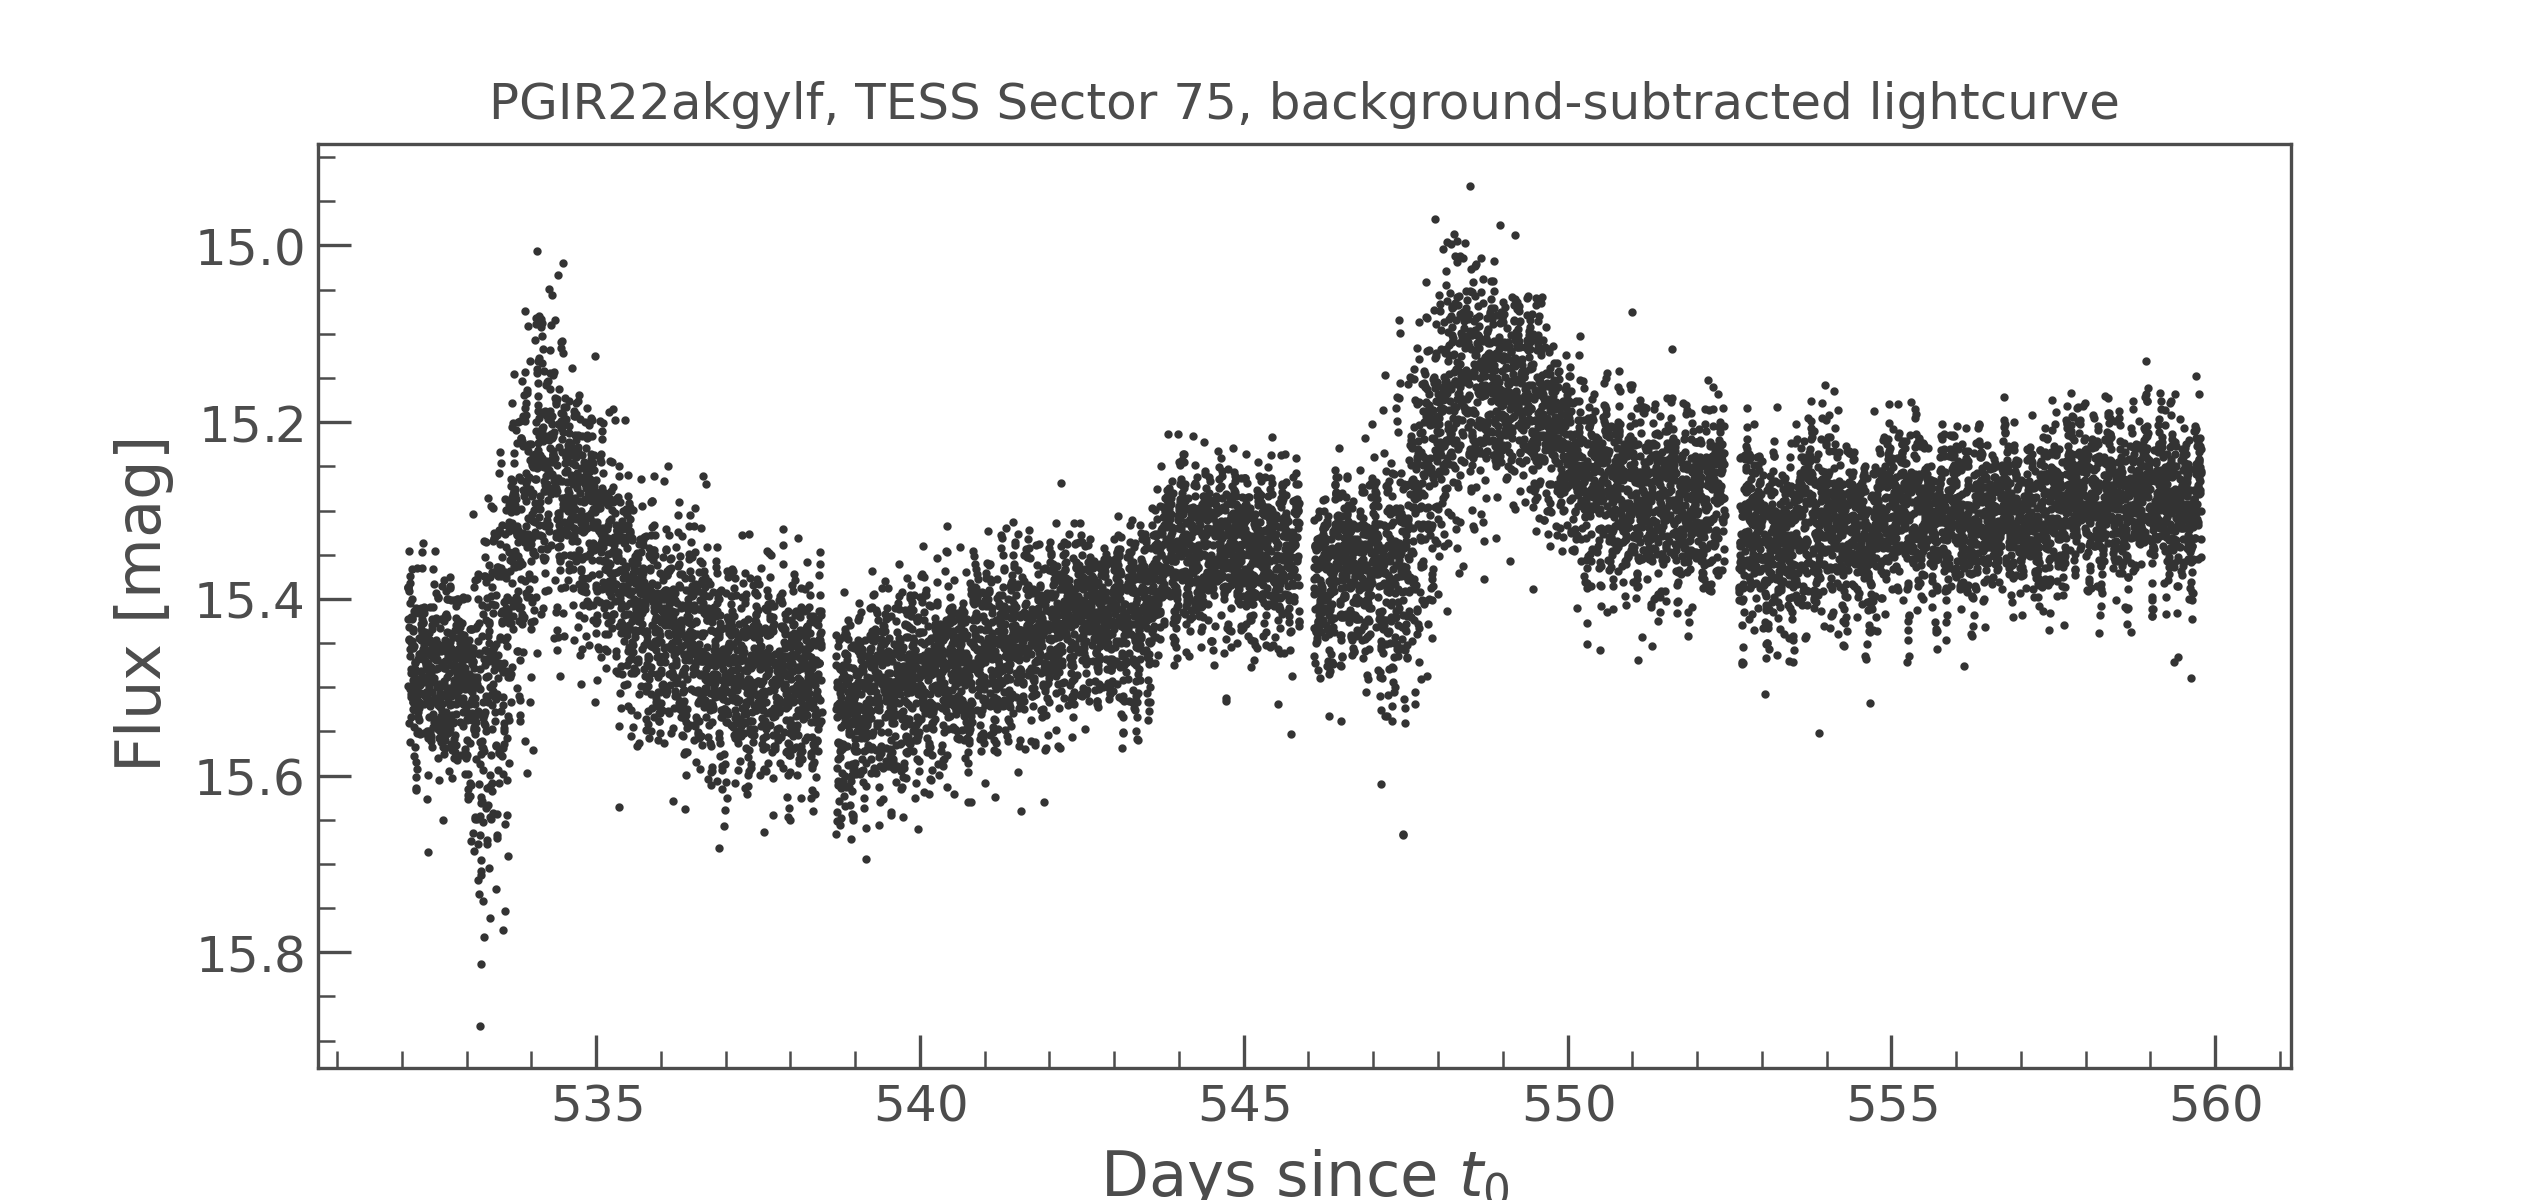 PGIR22akgylf, TESS Sector 75, background-subtracted lightcurve
15.0
15.2
15.4
15.6
15.8
Flux [mag]
535 540 545 550 555 560
Days since t₀